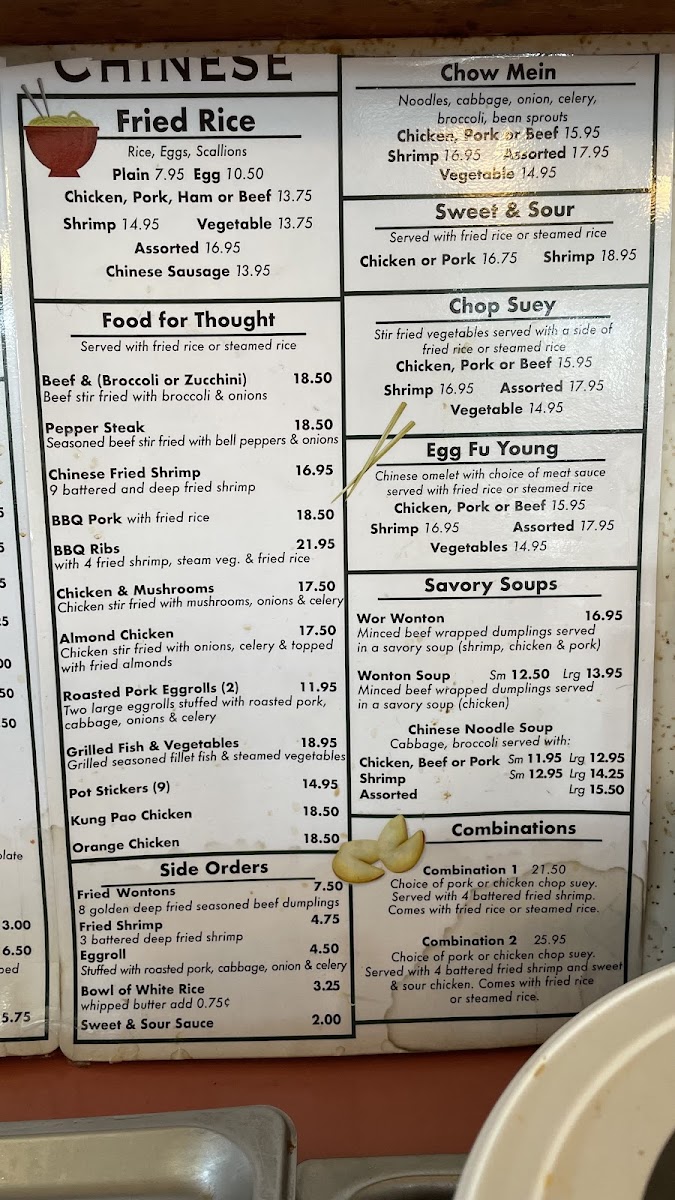 CHINESE
Fried Rice
Rice, Eggs, Scallions
Plain 7.95 Egg 10.50
Chicken, Pork, Ham or Beef 13.75
Shrimp 14.95 Vegetable 13.75
Assorted 16.95
Chinese Sausage 13.95
Food for Thought
Served with fried rice or steamed rice
Beef & (Broccoli or Zucchini) 18.50
Beef stir fried with broccoli & onions
Pepper Steak 18.50
Seasoned beef stir fried with bell peppers & onions
Chinese Fried Shrimp 16.95
9 battered and deep fried shrimp
BBQ Pork with fried rice 18.50
BBQ Ribs 21.95
with 4 fried shrimp, steam veg. & fried rice
Chicken & Mushrooms 17.50
Chicken stir fried with mushrooms, onions & celery
Almond Chicken 17.50
Chicken stir fried with onions, celery & topped
with fried almonds
Roasted Pork Eggrolls (2) 11.95
Two large eggrolls stuffed with roasted pork,
cabbage, onions & celery
Grilled Fish & Vegetables 18.95
Grilled seasoned fillet fish & steamed vegetables
Pot Stickers (9) 14.95
Kung Pao Chicken 18.50
Orange Chicken 18.50
Side Orders
Fried Wontons 7.50
8 golden deep fried seasoned beef dumplings
Fried Shrimp 4.75
3 battered deep fried shrimp
Eggroll 4.50
Stuffed with roasted pork, cabbage, onion & celery
Bowl of White Rice 3.25
whipped butter add 0.75¢
Sweet & Sour Sauce 2.00
Chow Mein
Noodles, cabbage, onion, celery,
broccoli, bean sprouts
Chicken, Pork or Beef 15.95
Shrimp 16.95 Assorted 17.95
Vegetable 14.95
Sweet & Sour
Served with fried rice or steamed rice
Chicken or Pork 16.75 Shrimp 18.95
Chop Suey
Stir fried vegetables served with a side of
fried rice or steamed rice
Chicken, Pork or Beef 15.95
Shrimp 16.95 Assorted 17.95
Vegetable 14.95
Egg Fu Young
Chinese omelet with choice of meat sauce
served with fried rice or steamed rice
Chicken, Pork or Beef 15.95
Shrimp 16.95 Assorted 17.95
Vegetables 14.95
Savory Soups
Wor Wonton 16.95
Minced beef wrapped dumplings served
in a savory soup (shrimp, chicken & pork)
Wonton Soup Sm 12.50 Lrg 13.95
Minced beef wrapped dumplings served
in a savory soup (chicken)
Chinese Noodle Soup
Cabbage, broccoli served with:
Chicken, Beef or Pork Sm 11.95 Lrg 12.95
Shrimp Sm 12.95 Lrg 14.25
Assorted Lrg 15.50
Combinations
Combination 1 21.50
Choice of pork or chicken chop suey.
Served with 4 battered fried shrimp.
Comes with fried rice or steamed rice.
Combination 2 25.95
Choice of pork or chicken chop suey.
Served with 4 battered fried shrimp and sweet
& sour chicken. Comes with fried rice
or steamed rice.
3.00
6.50
5.75